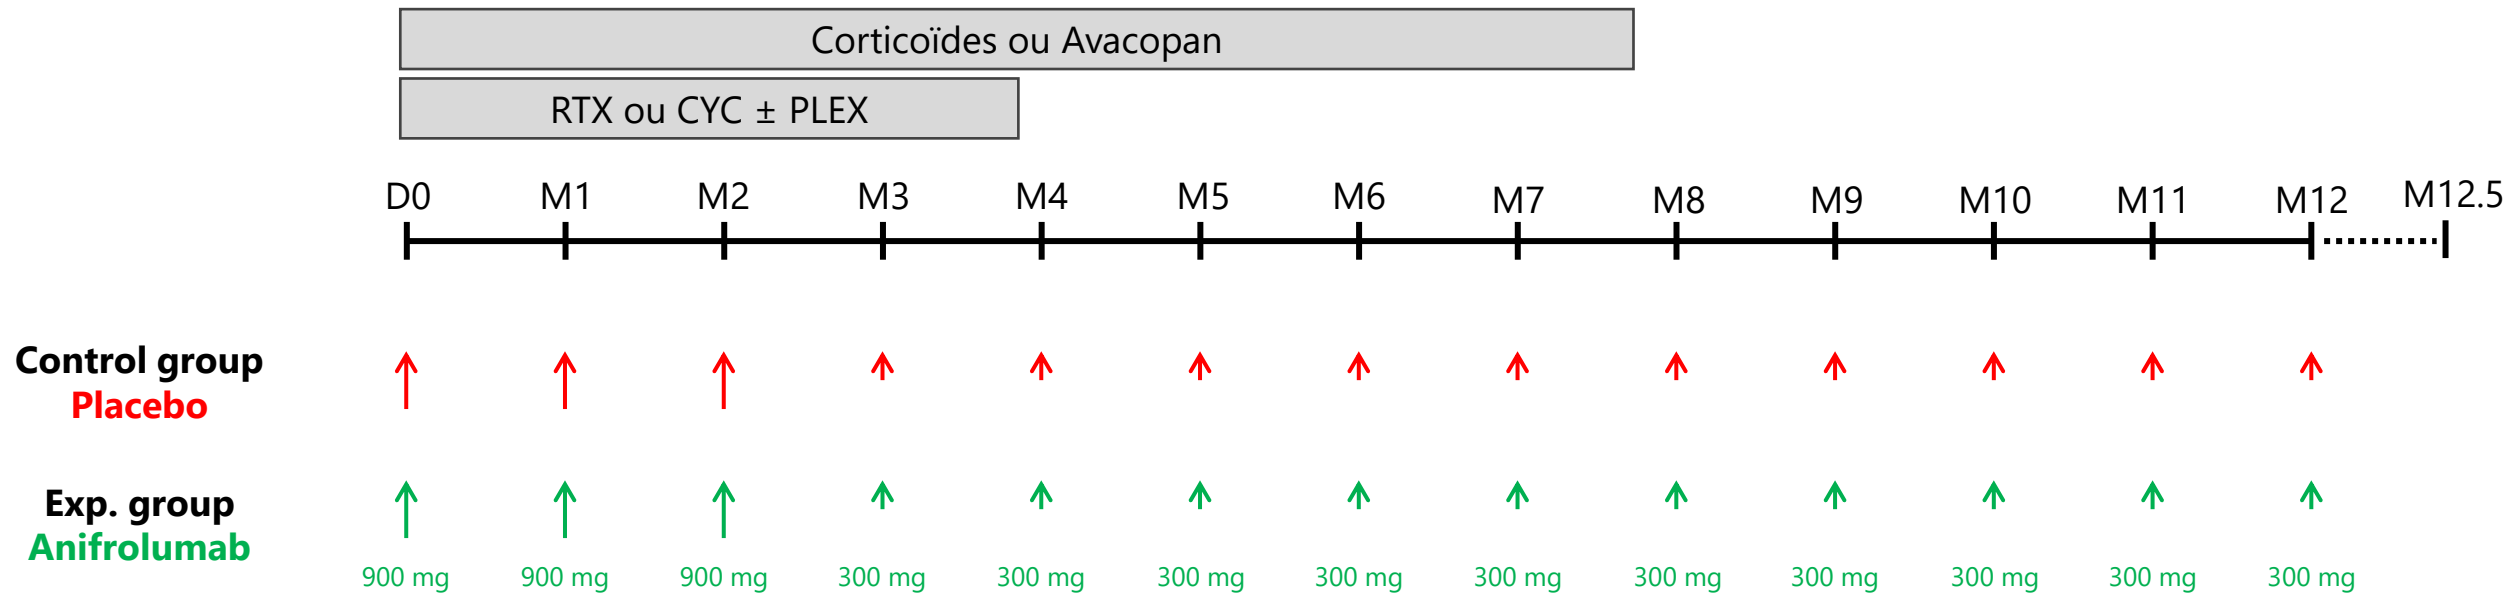 Corticoïdes ou Avacopan
RTX ou CYC ± PLEX
D0 M1 M2 M3 M4 M5 M6 M7 M8 M9 M10 M11 M12 M12.5
Control group
Placebo
Exp. group
Anifrolumab
900 mg 900 mg 900 mg 300 mg 300 mg 300 mg 300 mg 300 mg 300 mg 300 mg 300 mg 300 mg 300 mg